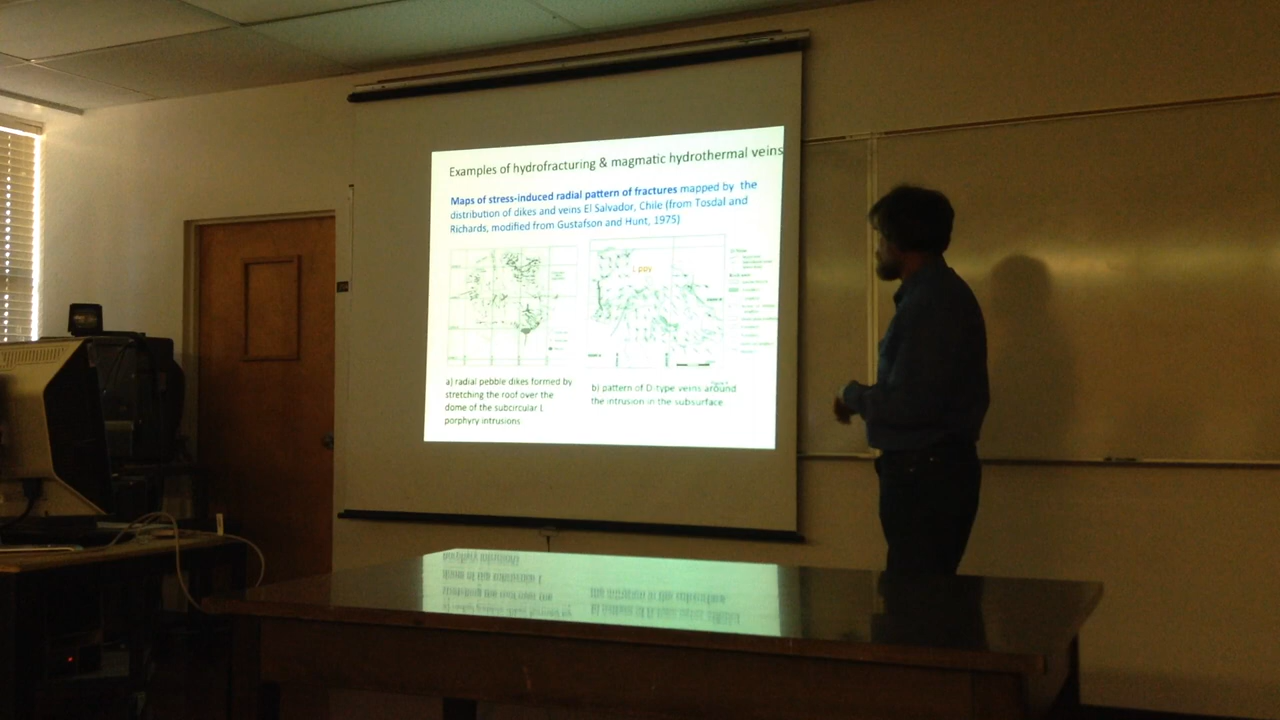 Examples of hydrofracturing & magmatic hydrothermal veins
Maps of stress-induced radial pattern of fractures mapped by the
distribution of dikes and veins El Salvador, Chile (from Tosdal and
Richards, modified from Gustafson and Hunt, 1975)
L ppy
a) radial pebble dikes formed by
stretching the roof over the
dome of the subcircular L
porphyry intrusions
b) pattern of D-type veins around
the intrusion in the subsurface